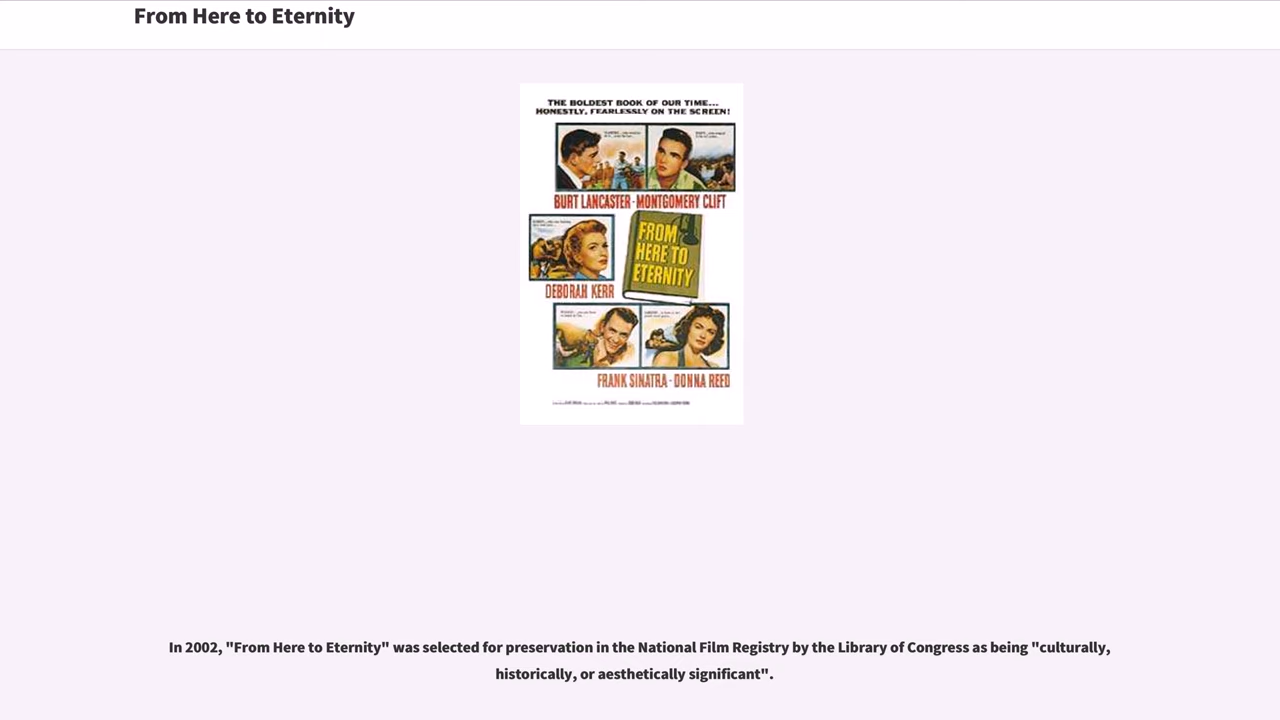 From Here to Eternity
THE BOLDEST BOOK OF OUR TIME...
HONESTLY, FEARLESSLY ON THE SCREEN!
BURT LANCASTER - MONTGOMERY CLIFT
FROM
HERE TO
ETERNITY
DEBORAH KERR
FRANK SINATRA - DONNA REED
In 2002, "From Here to Eternity" was selected for preservation in the National Film Registry by the Library of Congress as being "culturally,
historically, or aesthetically significant".